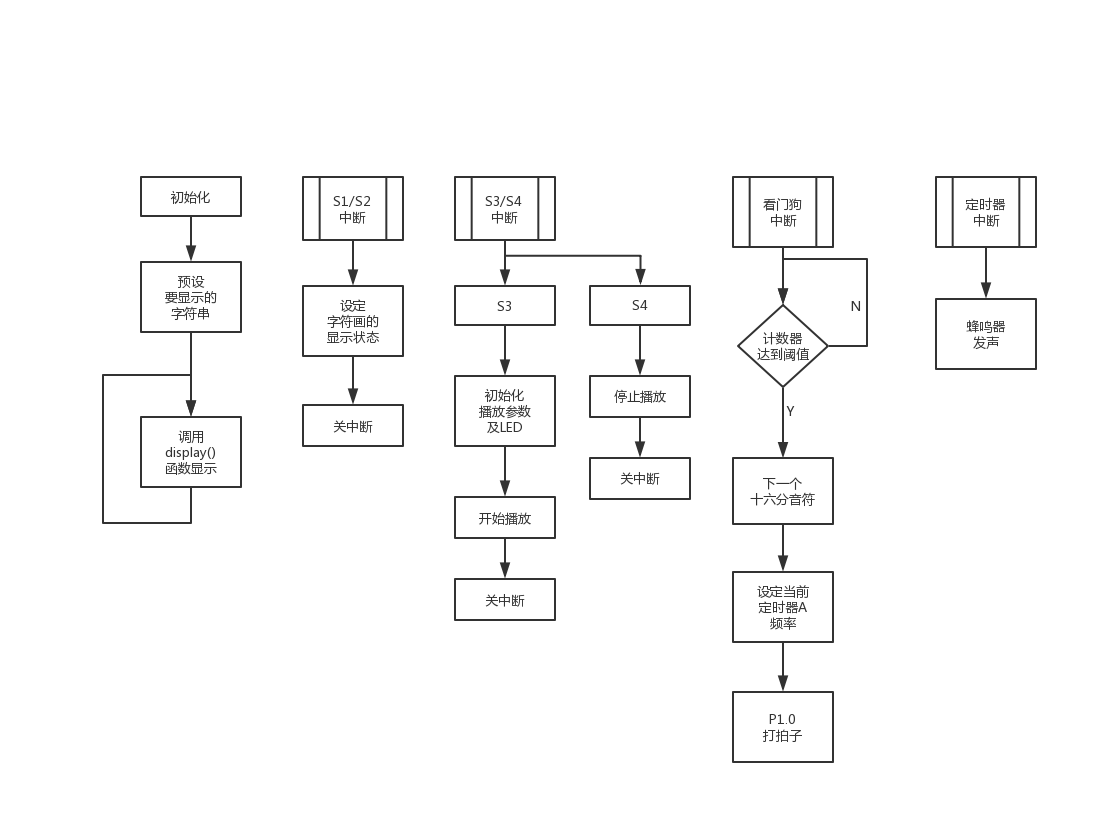 初始化
预设
要显示的
字符串
调用
display()
函数显示
S1/S2
中断
设定
字符画的
显示状态
关中断
S3/S4
中断
S3
初始化
播放参数
及LED
开始播放
关中断
S4
停止播放
关中断
看门狗
中断
计数器
达到阈值
N
Y
下一个
十六分音符
设定当前
定时器A
频率
P1.0
打拍子
定时器
中断
蜂鸣器
发声